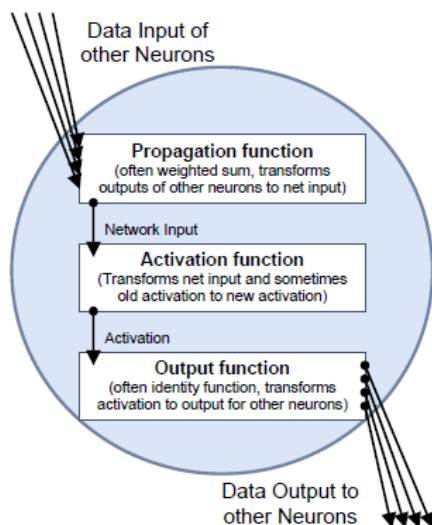 Data Input of
other Neurons
Propagation function
(often weighted sum, transforms
outputs of other neurons to net input)
Network Input
Activation function
(Transforms net input and sometimes
old activation to new activation)
Activation
Output function
(often identity function, transforms
activation to output for other neurons)
Data Output to
other Neurons